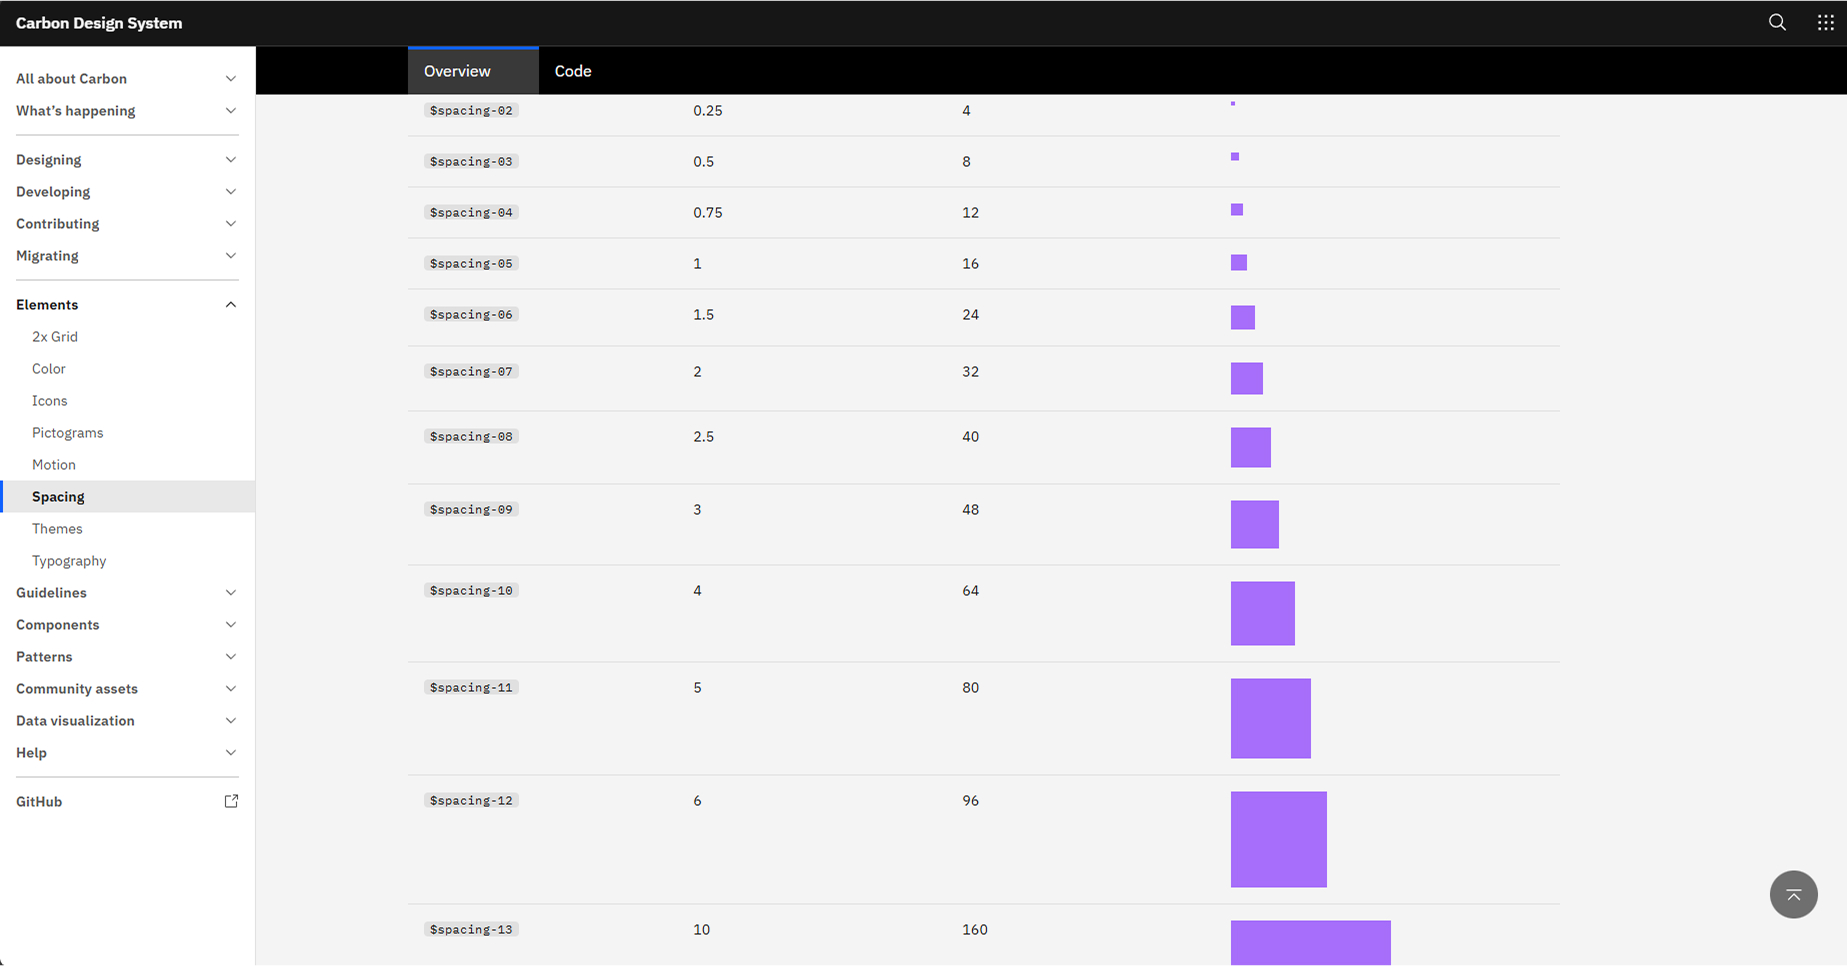 Carbon Design System
All about Carbon
What's happening
Designing
Developing
Contributing
Migrating
Elements
2x Grid
Color
Icons
Pictograms
Motion
Spacing
Themes
Typography
Guidelines
Components
Patterns
Community assets
Data visualization
Help
GitHub
Overview Code
$spacing-02 0.25 4
$spacing-03 0.5 8
$spacing-04 0.75 12
$spacing-05 1 16
$spacing-06 1.5 24
$spacing-07 2 32
$spacing-08 2.5 40
$spacing-09 3 48
$spacing-10 4 64
$spacing-11 5 80
$spacing-12 6 96
$spacing-13 10 160